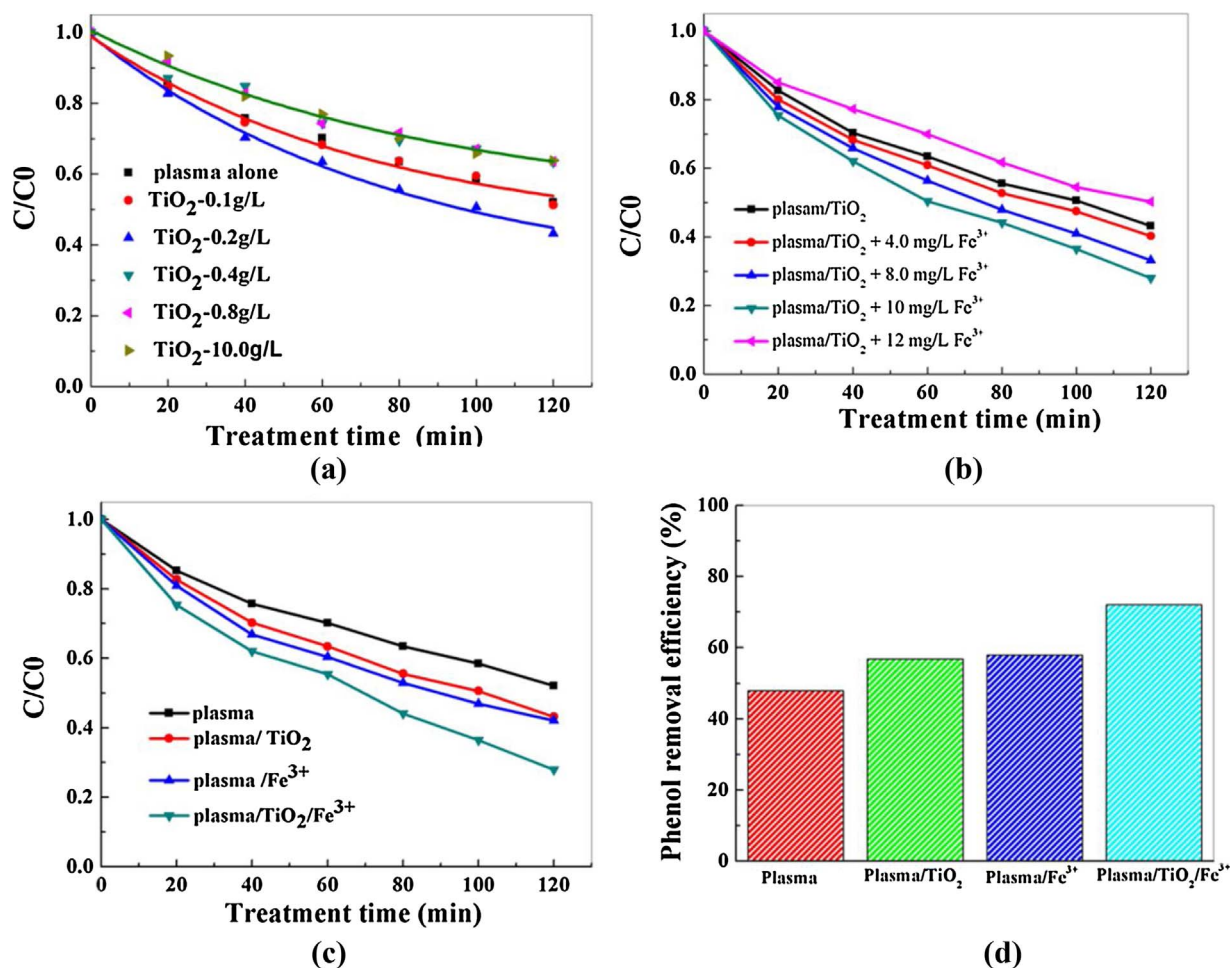 C/C0
1.0
0.8
0.6
0.4
0.2
0.0
plasma alone
TiO2-0.1g/L
TiO2-0.2g/L
TiO2-0.4g/L
TiO2-0.8g/L
TiO2-10.0g/L
0 20 40 60 80 100 120
Treatment time (min)
(a)
C/C0
1.0
0.8
0.6
0.4
0.2
0.0
plasam/TiO2
plasma/TiO2 + 4.0 mg/L Fe3+
plasma/TiO2 + 8.0 mg/L Fe3+
plasma/TiO2 + 10 mg/L Fe3+
plasma/TiO2 + 12 mg/L Fe3+
0 20 40 60 80 100 120
Treatment time (min)
(b)
C/C0
1.0
0.8
0.6
0.4
0.2
0.0
plasma
plasma/ TiO2
plasma /Fe3+
plasma/TiO2/Fe3+
0 20 40 60 80 100 120
Treatment time (min)
(c)
Phenol removal efficiency (%)
100
80
60
40
20
0
Plasma Plasma/TiO2 Plasma/Fe3+ Plasma/TiO2/Fe3+
(d)